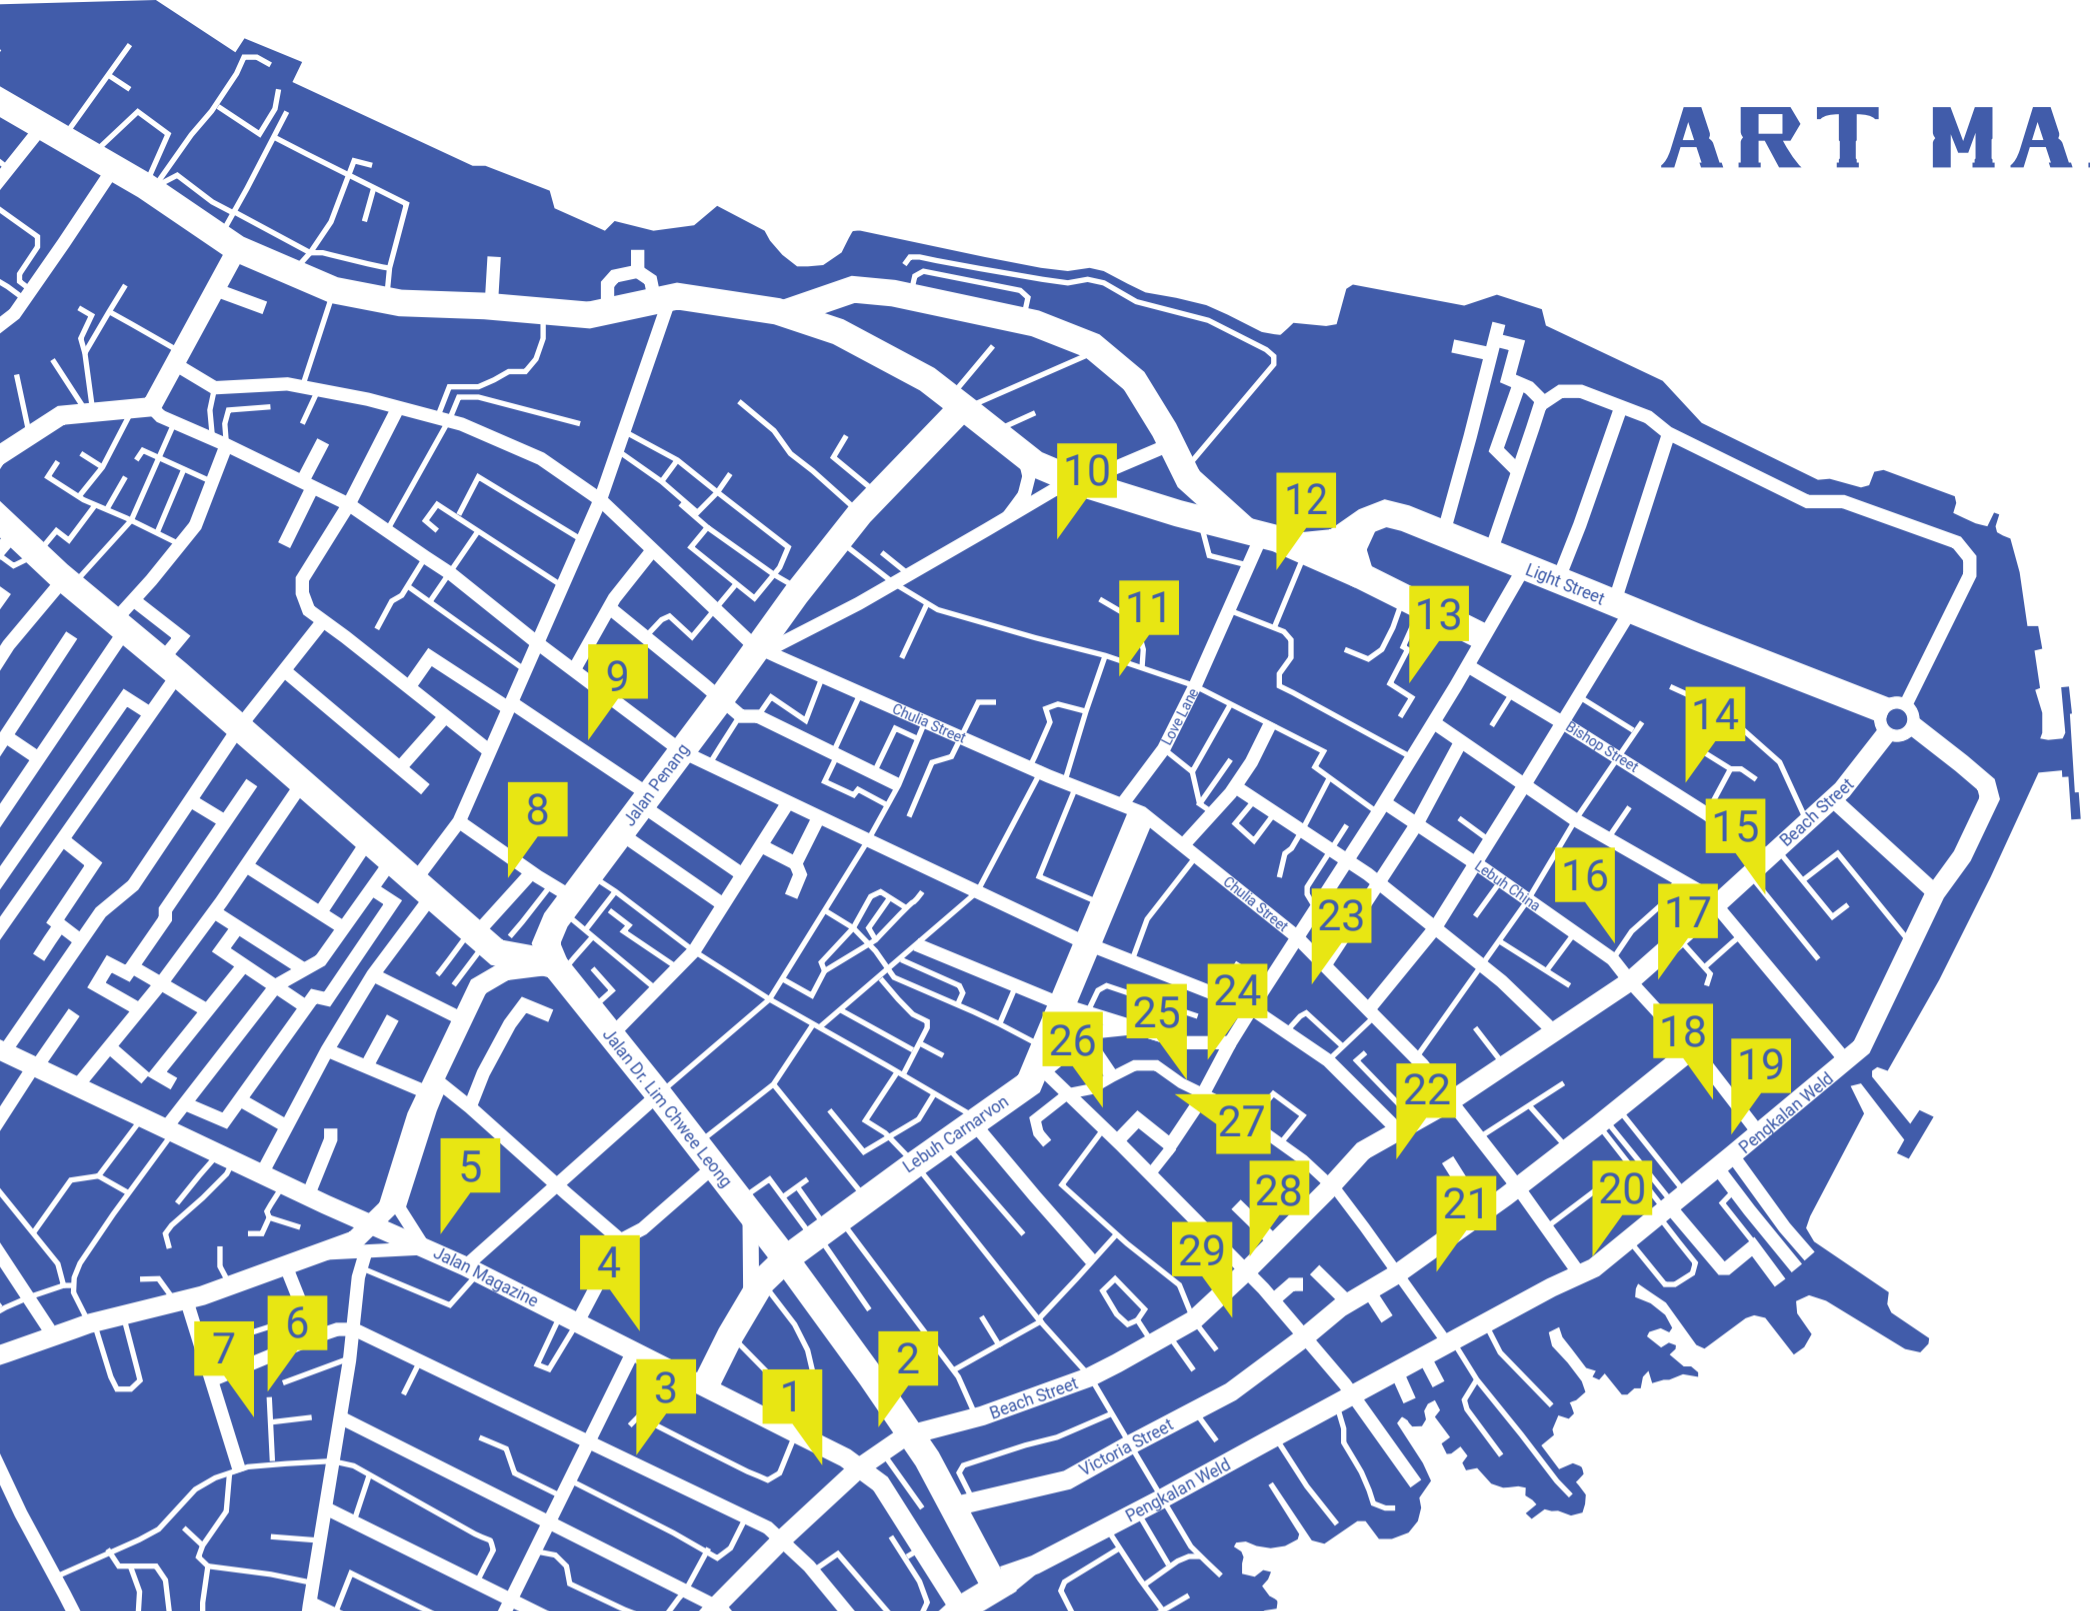 ART MA
10
12
Light Street
11
13
9
Love Lane
14
Chulia Street
Bishop Street
Jalan Penang
8
15
Beach Street
16
Lebuh China
Chulia Street
23
17
24
25
26
18
19
Jalan Dr. Lim Chwee Leong
22
Pengkalan Weld
27
Lebuh Carnarvon
5
28
20
21
29
4
Jalan Magazine
6
7
2
3
1
Beach Street
Victoria Street
Pengkalan Weld